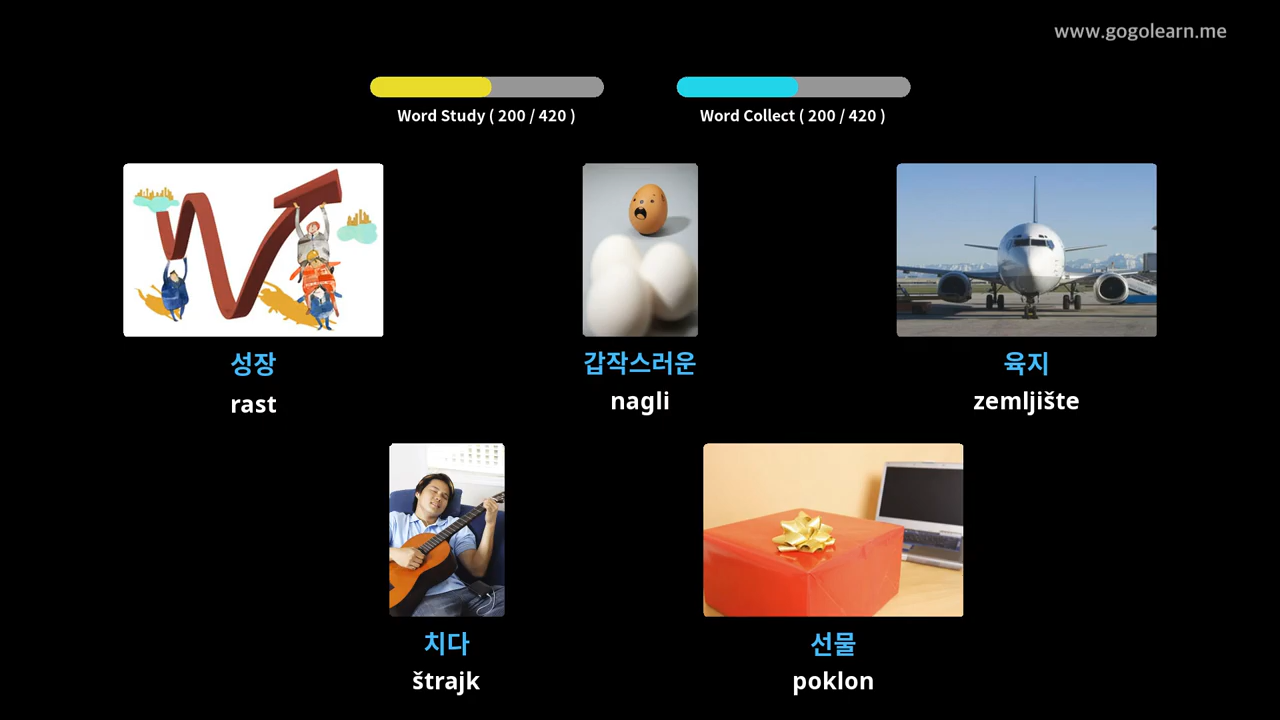 www.gogolearn.me
Word Study ( 200 / 420 )
Word Collect ( 200 / 420 )
성장
rast
갑작스러운
nagli
육지
zemljište
치다
štrajk
선물
poklon